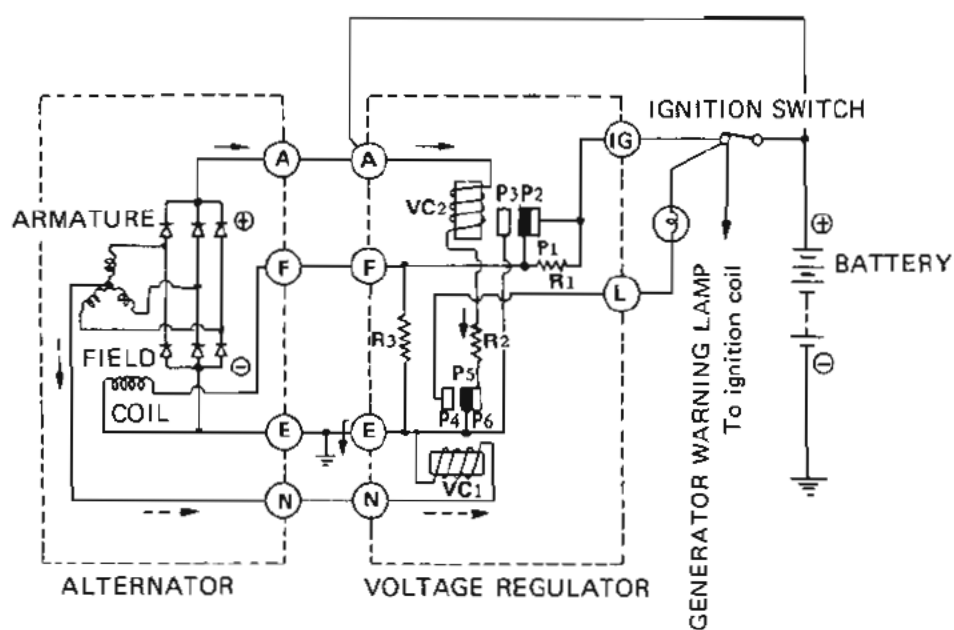 IGNITION SWITCH
A
A
IG
P3 P2
VC2
ARMATURE
⊕
⊕
P1
F
F
R1
BATTERY
L
R3
R2
FIELD
⊖
⊖
P5
COIL
P4
P6
E
E
VC1
N
N
GENERATOR WARNING LAMP
To ignition coil
ALTERNATOR
VOLTAGE REGULATOR